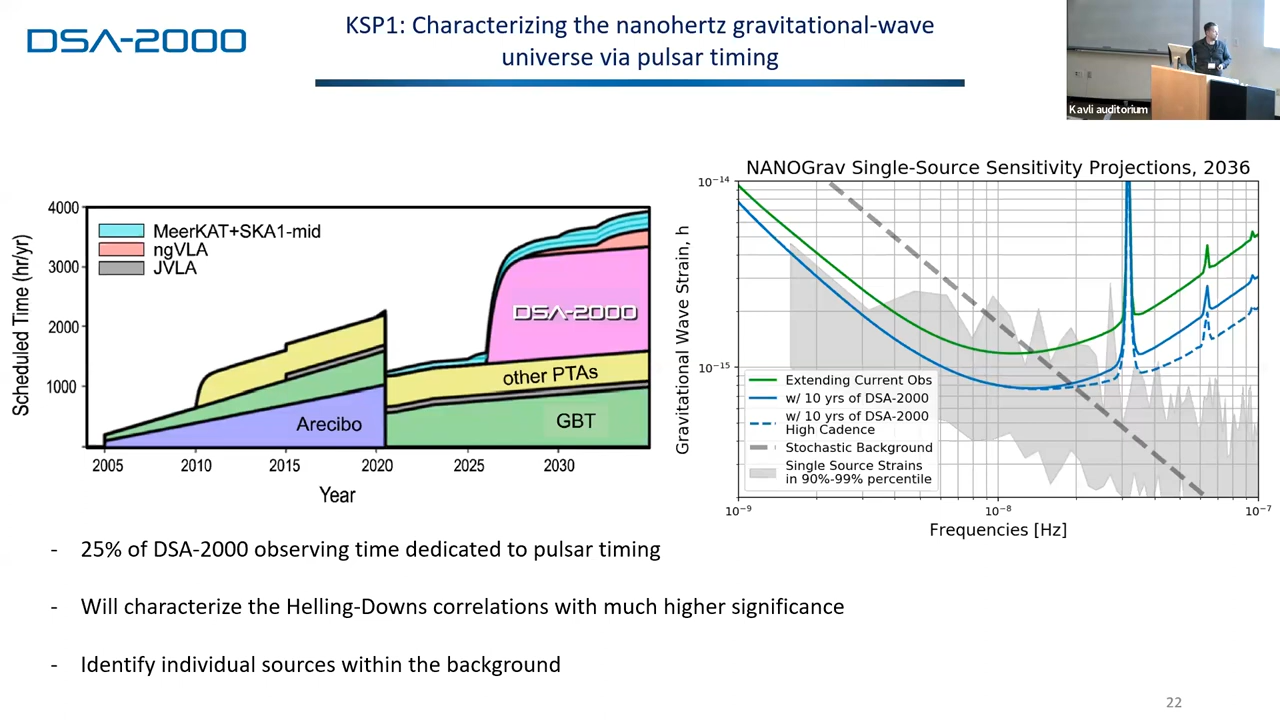 DSA-2000
KSP1: Characterizing the nanohertz gravitational-wave
universe via pulsar timing
Kavli auditorium
Scheduled Time (hr/yr)
4000
3000
2000
1000
MeerKAT+SKA1-mid
ngVLA
JVLA
DSA-2000
other PTAs
Arecibo
GBT
2005
2010
2015
2020
2025
2030
Year
NANOGrav Single-Source Sensitivity Projections, 2036
Gravitational Wave Strain, h
10⁻¹⁴
10⁻¹⁵
Extending Current Obs
w/ 10 yrs of DSA-2000
w/ 10 yrs of DSA-2000
High Cadence
Stochastic Background
Single Source Strains
in 90%-99% percentile
10⁻⁹
10⁻⁸
10⁻⁷
Frequencies [Hz]
- 25% of DSA-2000 observing time dedicated to pulsar timing
- Will characterize the Helling-Downs correlations with much higher significance
- Identify individual sources within the background
22